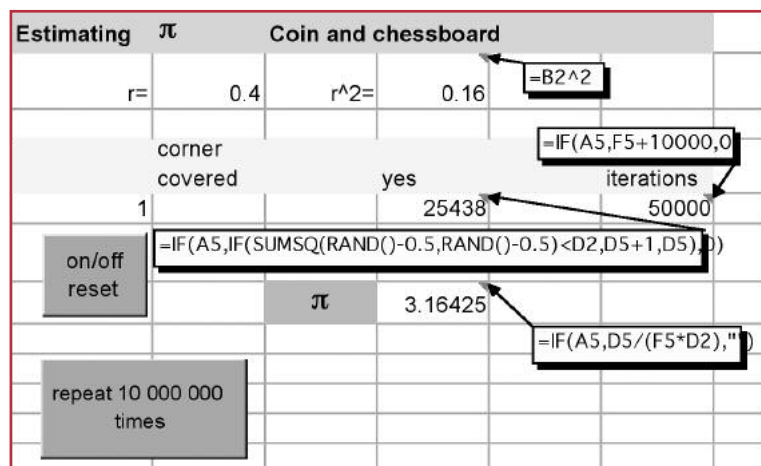 Estimating π Coin and chessboard
=B2^2
r= 0.4 r^2= 0.16
=IF(A5,F5+10000,0
corner
covered yes iterations
1 25438 50000
=IF(A5,IF(SUMSQ(RAND()-0.5,RAND()-0.5)<D2,D5+1,D5),0)
on/off
reset
π 3.16425
=IF(A5,D5/(F5*D2),"")
repeat 10 000 000
times